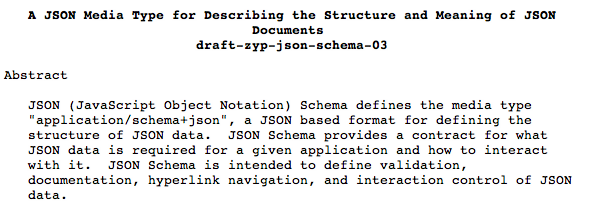 A JSON Media Type for Describing the Structure and Meaning of JSON
Documents
draft-zyp-json-schema-03
Abstract
JSON (JavaScript Object Notation) Schema defines the media type
"application/schema+json", a JSON based format for defining the
structure of JSON data.  JSON Schema provides a contract for what
JSON data is required for a given application and how to interact
with it.  JSON Schema is intended to define validation,
documentation, hyperlink navigation, and interaction control of JSON
data.